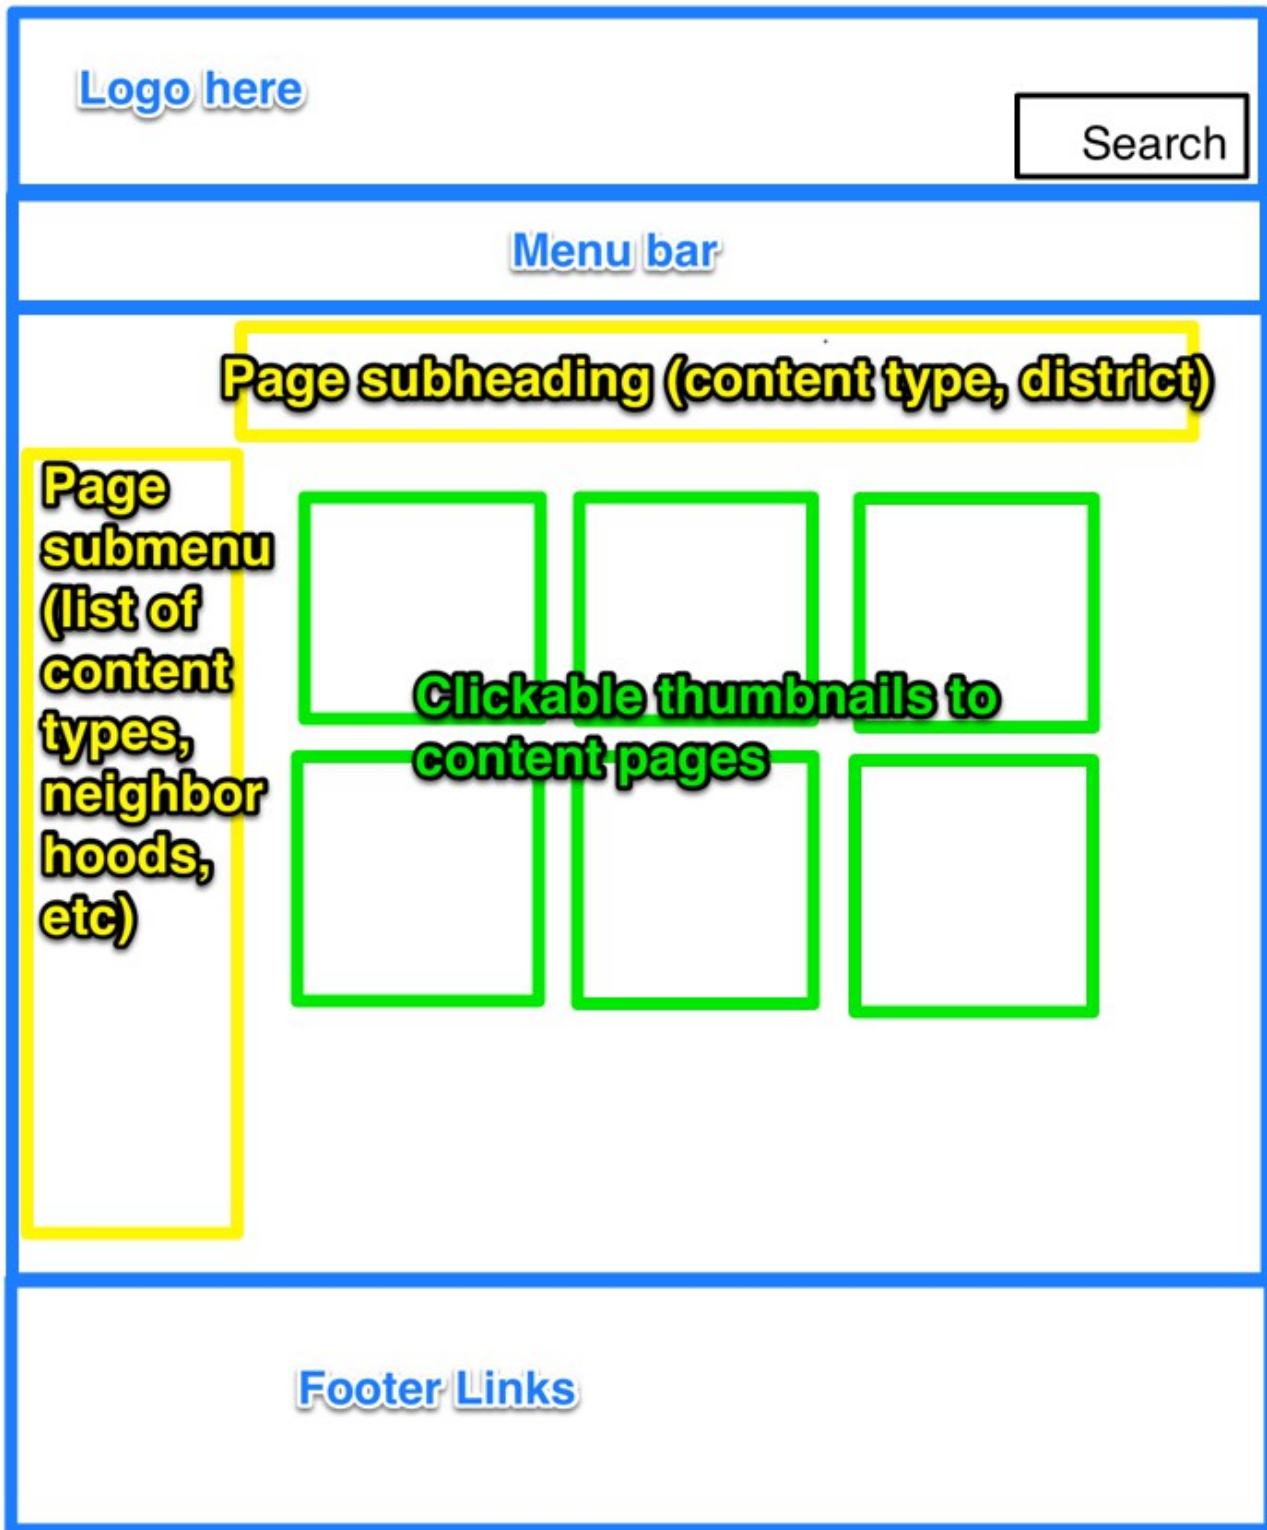 Logo here
Search
Menu bar
Page subheading (content type, district)
Page
submenu
(list of
content
types,
neighbor
hoods,
etc)
Clickable thumbnails to
content pages
Footer Links